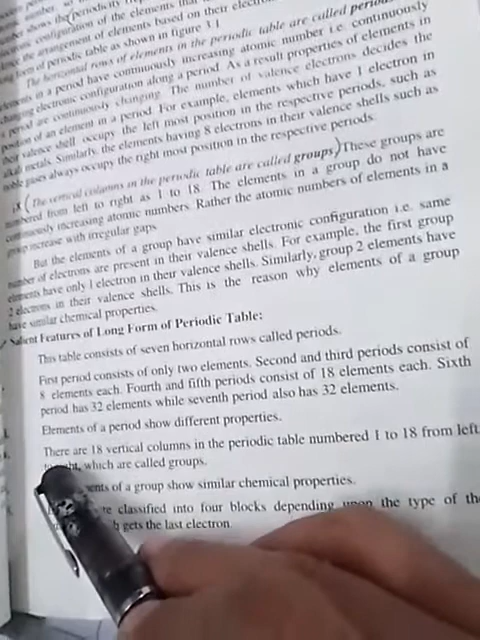 number shows the periodicity
electronic configuration of the elements that
the arrangement of elements based on their
long form of periodic table as shown in figure 3.1
The horizontal rows of elements in the periodic table are called
elements in a period have continuously increasing atomic number i.e. continuously
changing electronic configuration along a period. As a result properties of elements in
a period are continuously changing. The number of valence electrons decides the
position of an element in a period. For example, elements which have 1 electron in
their valence shell occupy the left most position in the respective periods, such as
alkali metals. Similarly, the elements having 8 electrons in their valence shells such as
noble gases always occupy the right most position in the respective periods.
The vertical columns in the periodic table are called groups) These groups are
numbered from left to right as 1 to 18. The elements in a group do not have
continuously increasing atomic numbers. Rather the atomic numbers of elements in a
group increase with irregular gaps.
But the elements of a group have similar electronic configuration i.e. same
number of electrons are present in their valence shells. For example, the first group
elements have only 1 electron in their valence shells. Similarly, group 2 elements have
2 electrons in their valence shells. This is the reason why elements of a group
have similar chemical properties.
Salient Features of Long Form of Periodic Table:
This table consists of seven horizontal rows called periods.
First period consists of only two elements. Second and third periods consist of
8 elements each. Fourth and fifth periods consist of 18 elements each. Sixth
period has 32 elements while seventh period also has 32 elements.
Elements of a period show different properties.
There are 18 vertical columns in the periodic table numbered 1 to 18 from left
to right, which are called groups.
of a group show similar chemical properties.
classified into four blocks depending upon the type of the
gets the last electron.